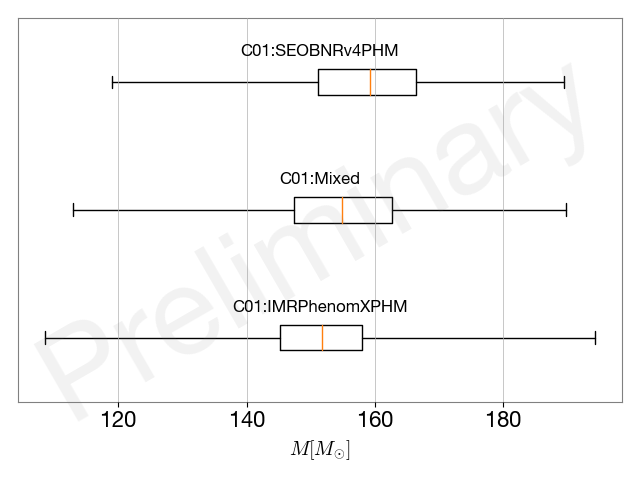 C01:SEOBNRv4PHM
C01:Mixed
C01:IMRPhenomXPHM
Preliminary
120 140 160 180
M[M☉]